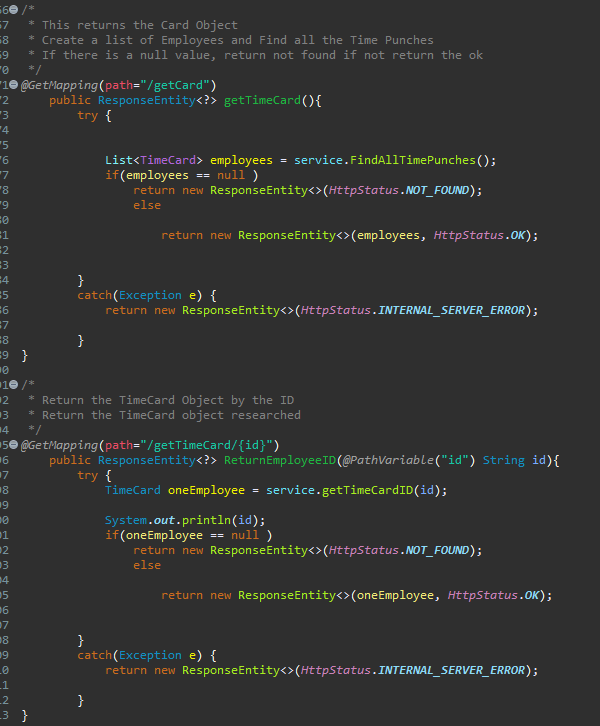 66 /*
67 * This returns the Card Object
68 * Create a list of Employees and Find all the Time Punches
69 * If there is a null value, return not found if not return the ok
70 */
71 @GetMapping(path="/getCard")
72 public ResponseEntity<?> getTimeCard(){
73 try {
74
75
76 List<TimeCard> employees = service.FindAllTimePunches();
77 if(employees == null )
78 return new ResponseEntity<>(HttpStatus.NOT_FOUND);
79 else
80
81 return new ResponseEntity<>(employees, HttpStatus.OK);
82
83
84 }
85 catch(Exception e) {
86 return new ResponseEntity<>(HttpStatus.INTERNAL_SERVER_ERROR);
87
88 }
89 }
90
91 /*
92 * Return the TimeCard Object by the ID
93 * Return the TimeCard object researched
94 */
95 @GetMapping(path="/getTimeCard/{id}")
96 public ResponseEntity<?> ReturnEmployeeID(@PathVariable("id") String id){
97 try {
98 TimeCard oneEmployee = service.getTimeCardID(id);
99
00 System.out.println(id);
01 if(oneEmployee == null )
02 return new ResponseEntity<>(HttpStatus.NOT_FOUND);
03 else
04
05 return new ResponseEntity<>(oneEmployee, HttpStatus.OK);
06
07
08 }
09 catch(Exception e) {
10 return new ResponseEntity<>(HttpStatus.INTERNAL_SERVER_ERROR);
11
12 }
13 }